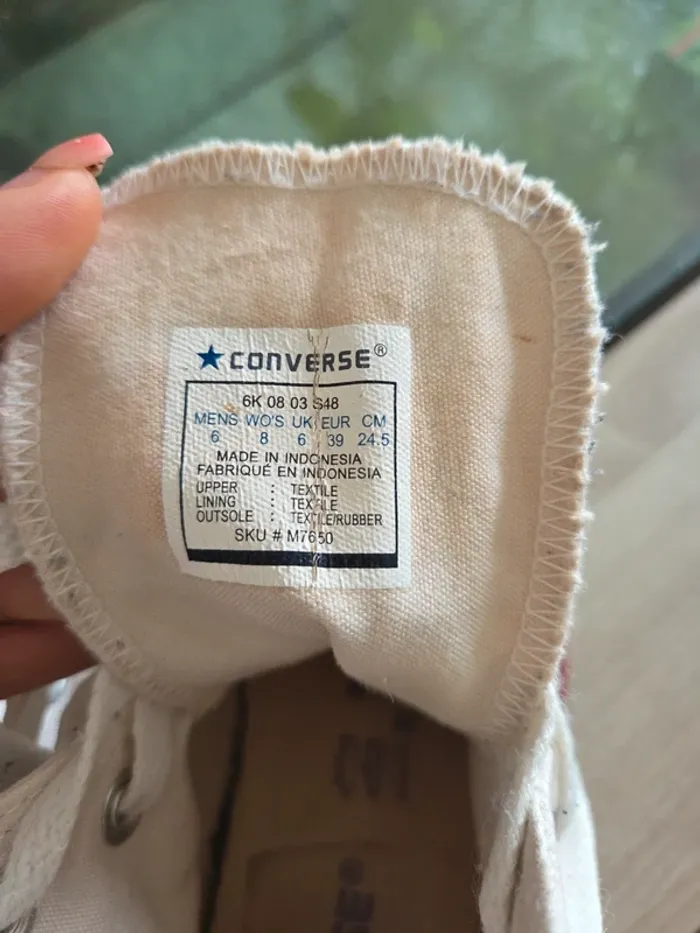 CONVERSE®
6K 08 03 S48
MENS WO'S UK EUR CM
6 8 6 39 24.5
MADE IN INDONESIA
FABRIQUÉ EN INDONESIA
UPPER : TEXTILE
LINING : TEXTILE
OUTSOLE : TEXTILE/RUBBER
SKU # M7650